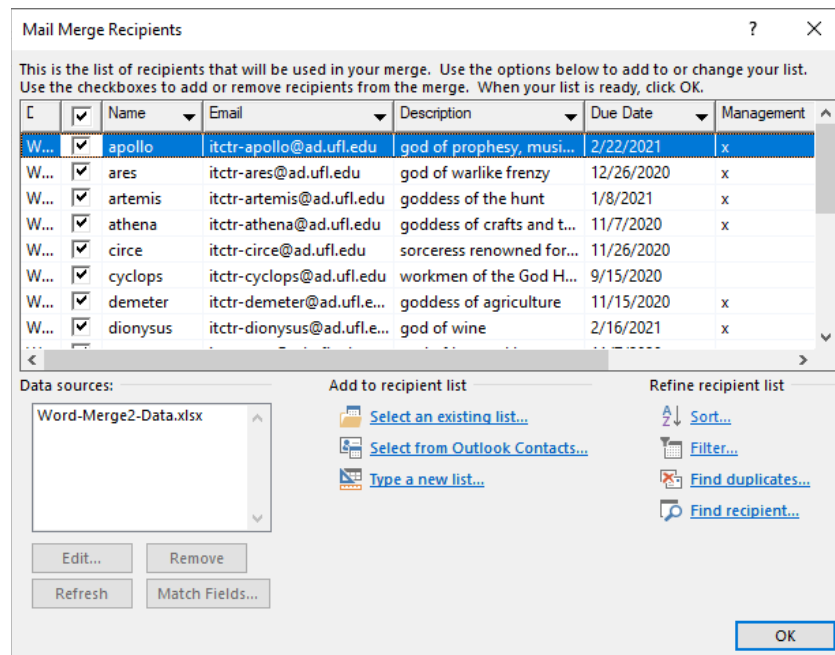 Mail Merge Recipients ? ×
This is the list of recipients that will be used in your merge. Use the options below to add to or change your list.
Use the checkboxes to add or remove recipients from the merge. When your list is ready, click OK.
Name Email Description Due Date Management
W... apollo itctr-apollo@ad.ufl.edu god of prophesy, musi... 2/22/2021 x
W... ares itctr-ares@ad.ufl.edu god of warlike frenzy 12/26/2020 x
W... artemis itctr-artemis@ad.ufl.edu goddess of the hunt 1/8/2021 x
W... athena itctr-athena@ad.ufl.edu goddess of crafts and t... 11/7/2020 x
W... circe itctr-circe@ad.ufl.edu sorceress renowned for... 11/26/2020
W... cyclops itctr-cyclops@ad.ufl.edu workmen of the God H... 9/15/2020
W... demeter itctr-demeter@ad.ufl.e... goddess of agriculture 11/15/2020 x
W... dionysus itctr-dionysus@ad.ufl.e... god of wine 2/16/2021 x
Data sources: Add to recipient list Refine recipient list
Word-Merge2-Data.xlsx Select an existing list... Sort...
Select from Outlook Contacts... Filter...
Type a new list... Find duplicates...
Find recipient...
Edit... Remove
Refresh Match Fields...
OK